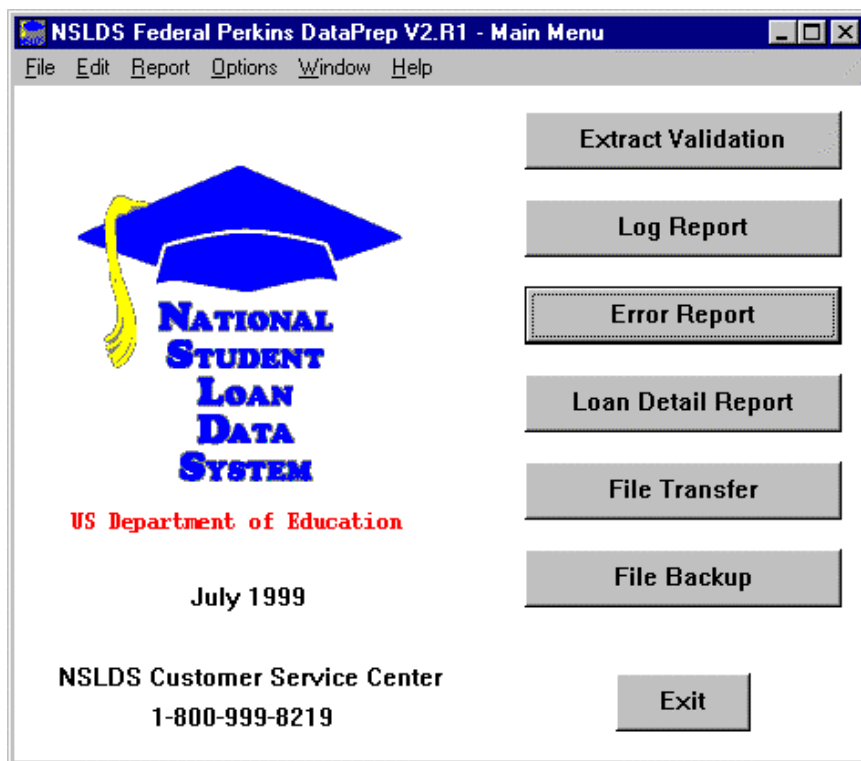 NSLDS Federal Perkins DataPrep V2.R1 - Main Menu
File Edit Report Options Window Help
NATIONAL
STUDENT
LOAN
DATA
SYSTEM
US Department of Education
July 1999
NSLDS Customer Service Center
1-800-999-8219
Extract Validation
Log Report
Error Report
Loan Detail Report
File Transfer
File Backup
Exit